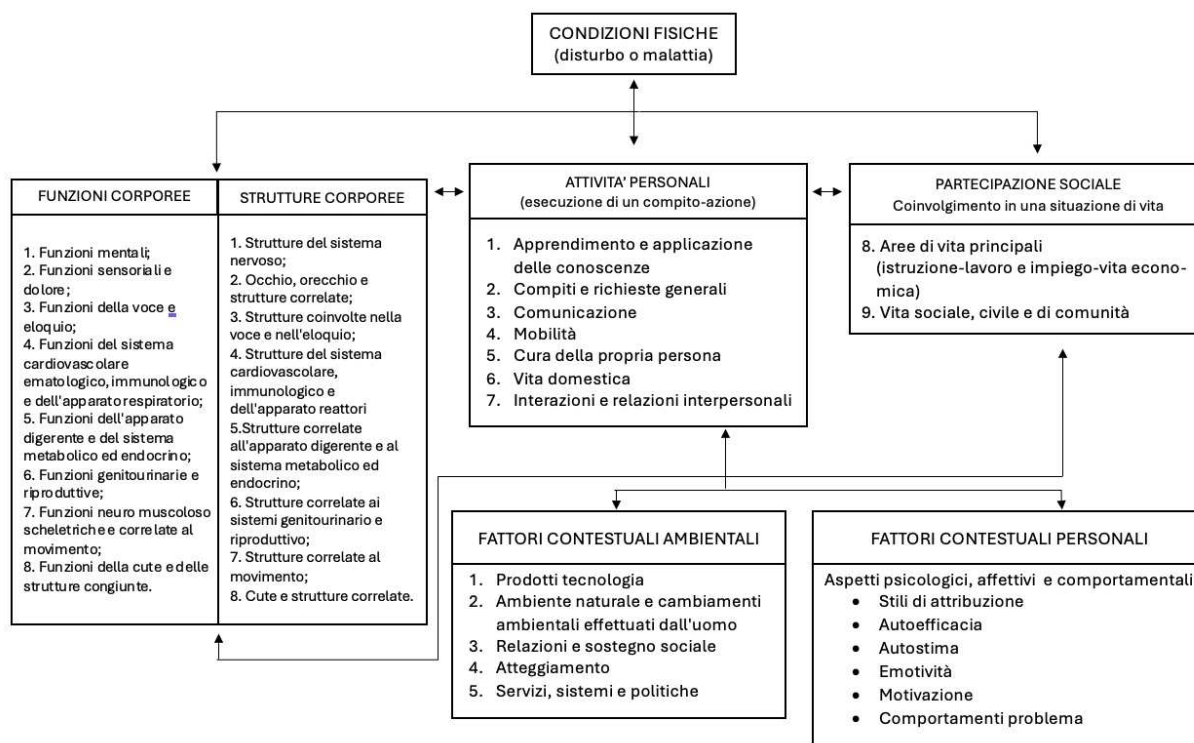 CONDIZIONI FISICHE
(disturbo o malattia)
FUNZIONI CORPOREE
1. Funzioni mentali;
2. Funzioni sensoriali e
dolore;
3. Funzioni della voce e
eloquio;
4. Funzioni del sistema
cardiovascolare
ematologico, immunologico
e dell'apparato respiratorio;
5. Funzioni dell'apparato
digerente e del sistema
metabolico ed endocrino;
6. Funzioni genitourinarie e
riproduttive;
7. Funzioni neuro muscoloso
scheletriche e correlate al
movimento;
8. Funzioni della cute e delle
strutture congiunte.
STRUTTURE CORPOREE
1. Strutture del sistema
nervoso;
2. Occhio, orecchio e
strutture correlate;
3. Strutture coinvolte nella
voce e nell'eloquio;
4. Strutture del sistema
cardiovascolare,
immunologico e
dell'apparato reattori
5.Strutture correlate
all'apparato digerente e al
sistema metabolico ed
endocrino;
6. Strutture correlate ai
sistemi genitourinario e
riproduttivo;
7. Strutture correlate al
movimento;
8. Cute e strutture correlate.
ATTIVITA' PERSONALI
(esecuzione di un compito-azione)
1. Apprendimento e applicazione
delle conoscenze
2. Compiti e richieste generali
3. Comunicazione
4. Mobilità
5. Cura della propria persona
6. Vita domestica
7. Interazioni e relazioni interpersonali
PARTECIPAZIONE SOCIALE
Coinvolgimento in una situazione di vita
8. Aree di vita principali
(istruzione-lavoro e impiego-vita econo-
mica)
9. Vita sociale, civile e di comunità
FATTORI CONTESTUALI AMBIENTALI
1. Prodotti tecnologia
2. Ambiente naturale e cambiamenti
ambientali effettuati dall'uomo
3. Relazioni e sostegno sociale
4. Atteggiamento
5. Servizi, sistemi e politiche
FATTORI CONTESTUALI PERSONALI
Aspetti psicologici, affettivi e comportamentali
• Stili di attribuzione
• Autoefficacia
• Autostima
• Emotività
• Motivazione
• Comportamenti problema